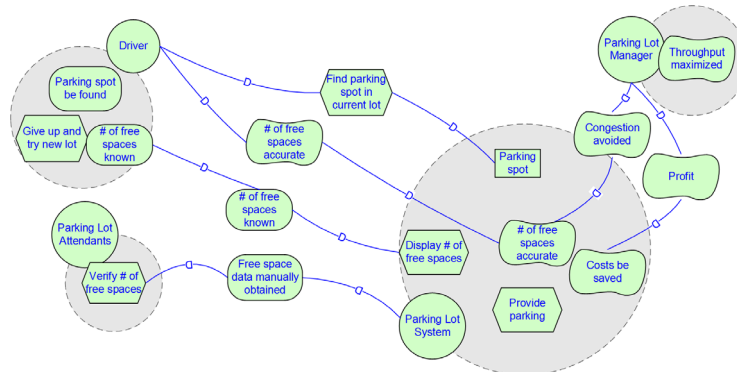 Driver
Parking spot
be found
Give up and
try new lot
# of free
spaces
known
Find parking
spot in
current lot
# of free
spaces
accurate
# of free
spaces
known
Parking Lot
Attendants
Verify # of
free spaces
Free space
data manually
obtained
Parking Lot
Manager
Throughput
maximized
Congestion
avoided
Profit
Parking
spot
Display # of
free spaces
# of free
spaces
accurate
Costs be
saved
Provide
parking
Parking Lot
System
D
D
D
D
D
D
D
D
D
D
D
D
D
D